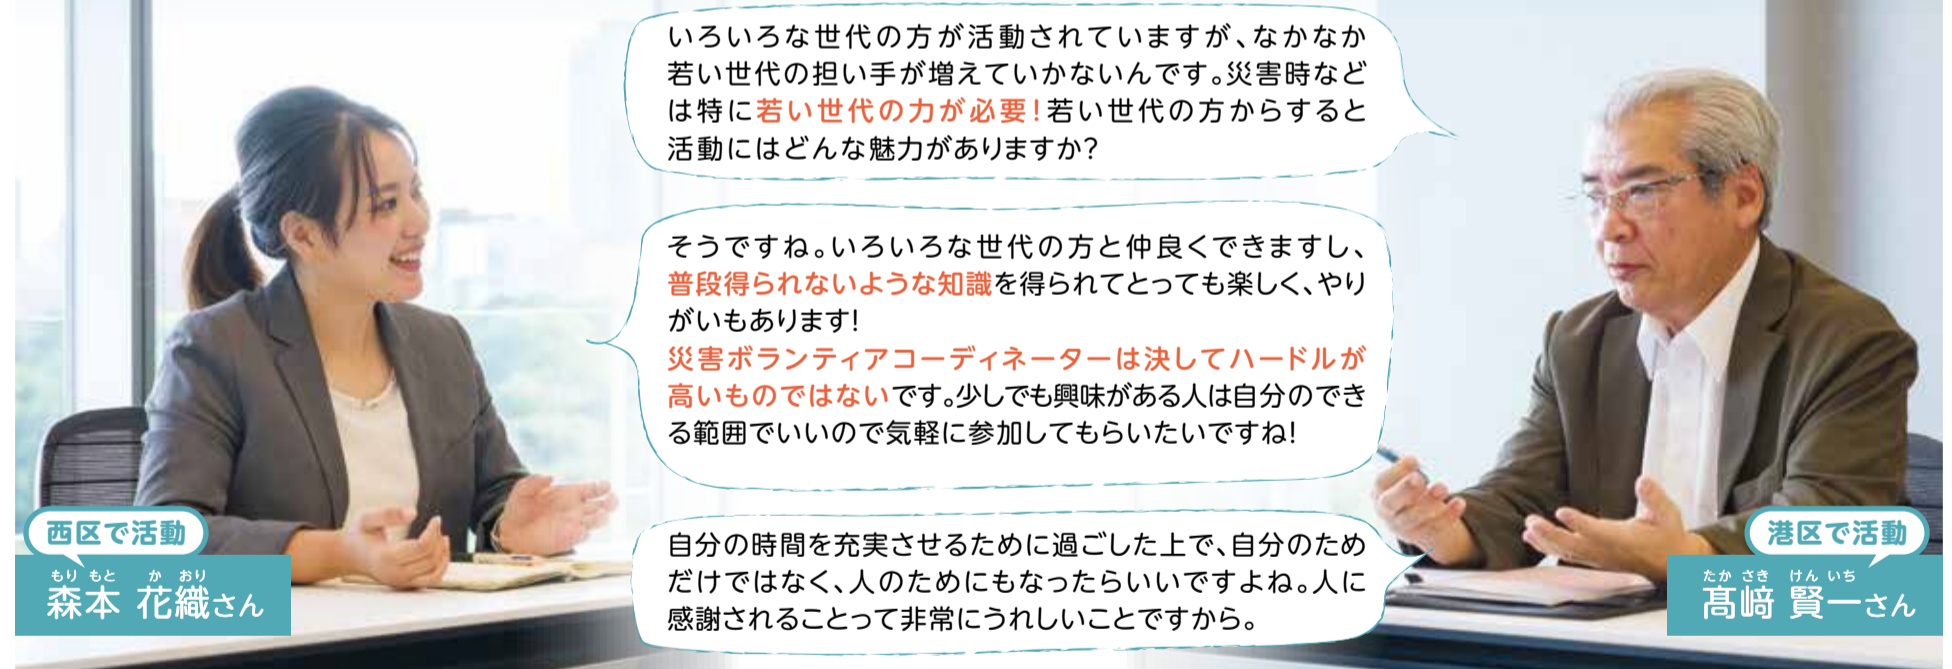 いろいろな世代の方が活動されていますが、なかなか
若い世代の担い手が増えていかないんです。災害時など
は特に若い世代の力が必要！若い世代の方からすると
活動にはどんな魅力がありますか？
そうですね。いろいろな世代の方と仲良くできますし、
普段得られないような知識を得られてとっても楽しく、やり
がいもあります！
災害ボランティアコーディネーターは決してハードルが
高いものではないです。少しでも興味がある人は自分のでき
る範囲でいいので気軽に参加してもらいたいですね！
自分の時間を充実させるために過ごした上で、自分のため
だけではなく、人のためにもなったらいいですよね。人に
感謝されることって非常にうれしいことですから。
西区で活動
もり もと か おり
森本 花織さん
港区で活動
たか さき けん いち
髙﨑 賢一さん